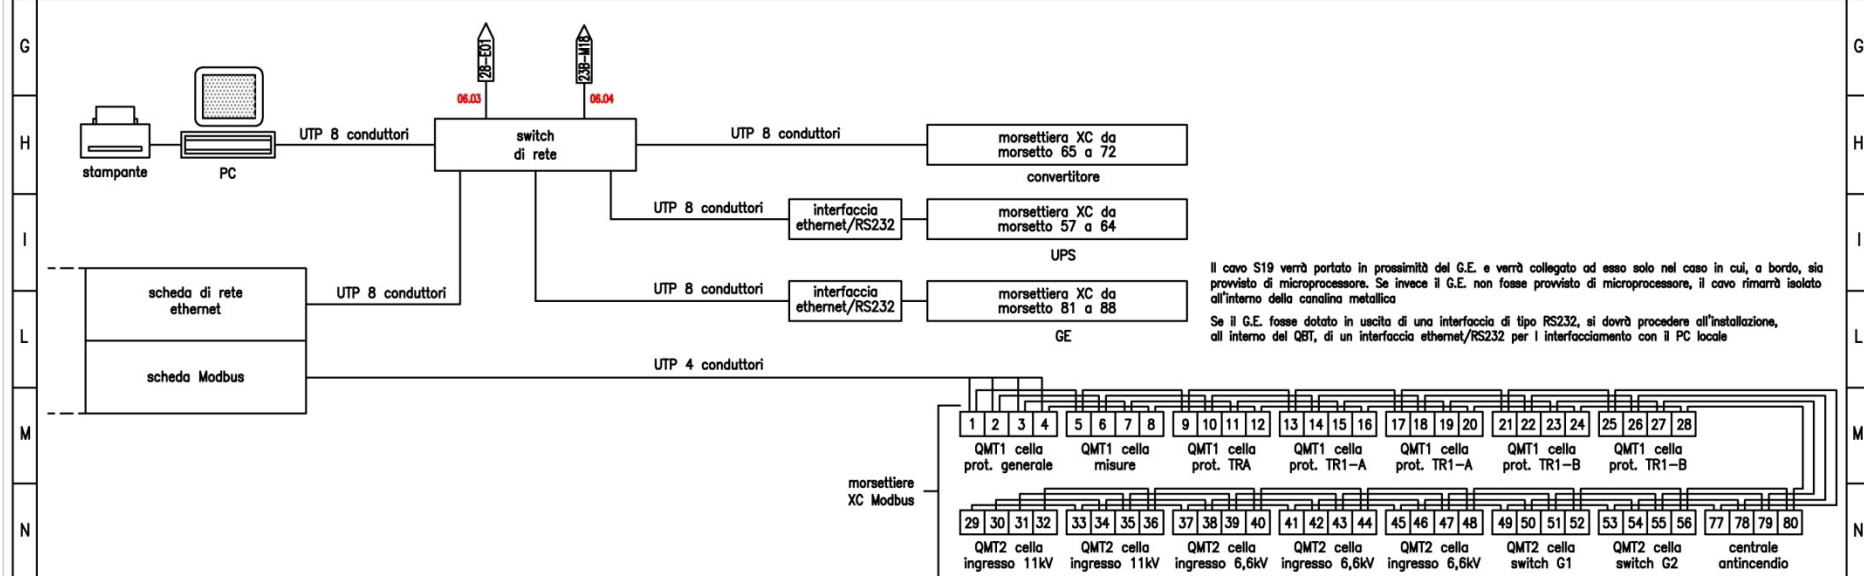 G
G
28-E01
23B-M18
06.03
06.04
H
H
UTP 8 conduttori
switch
di rete
UTP 8 conduttori
morsettiera XC da
morsetto 65 a 72
stampante
PC
convertitore
I
I
UTP 8 conduttori
interfaccia
ethernet/RS232
morsettiera XC da
morsetto 57 a 64
UPS
scheda di rete
ethernet
UTP 8 conduttori
UTP 8 conduttori
interfaccia
ethernet/RS232
morsettiera XC da
morsetto 81 a 88
GE
Il cavo S19 verrà portato in prossimità del G.E. e verrà collegato ad esso solo nel caso in cui, a bordo, sia
provvisto di microprocessore. Se invece il G.E. non fosse provvisto di microprocessore, il cavo rimarrà isolato
all'interno della canalina metallica
Se il G.E. fosse dotato in uscita di una interfaccia di tipo RS232, si dovrà procedere all'installazione,
all interno del QBT, di un interfaccia ethernet/RS232 per l interfacciamento con il PC locale
L
L
scheda Modbus
UTP 4 conduttori
M
M
1 2 3 4 5 6 7 8 9 10 11 12 13 14 15 16 17 18 19 20 21 22 23 24 25 26 27 28
QMT1 cella
prot. generale
QMT1 cella
misure
QMT1 cella
prot. TRA
QMT1 cella
prot. TR1-A
QMT1 cella
prot. TR1-A
QMT1 cella
prot. TR1-B
QMT1 cella
prot. TR1-B
morsettiere
XC Modbus
N
N
29 30 31 32 33 34 35 36 37 38 39 40 41 42 43 44 45 46 47 48 49 50 51 52 53 54 55 56 77 78 79 80
QMT2 cella
ingresso 11kV
QMT2 cella
ingresso 11kV
QMT2 cella
ingresso 6,6kV
QMT2 cella
ingresso 6,6kV
QMT2 cella
ingresso 6,6kV
QMT2 cella
switch G1
QMT2 cella
switch G2
centrale
antincendio